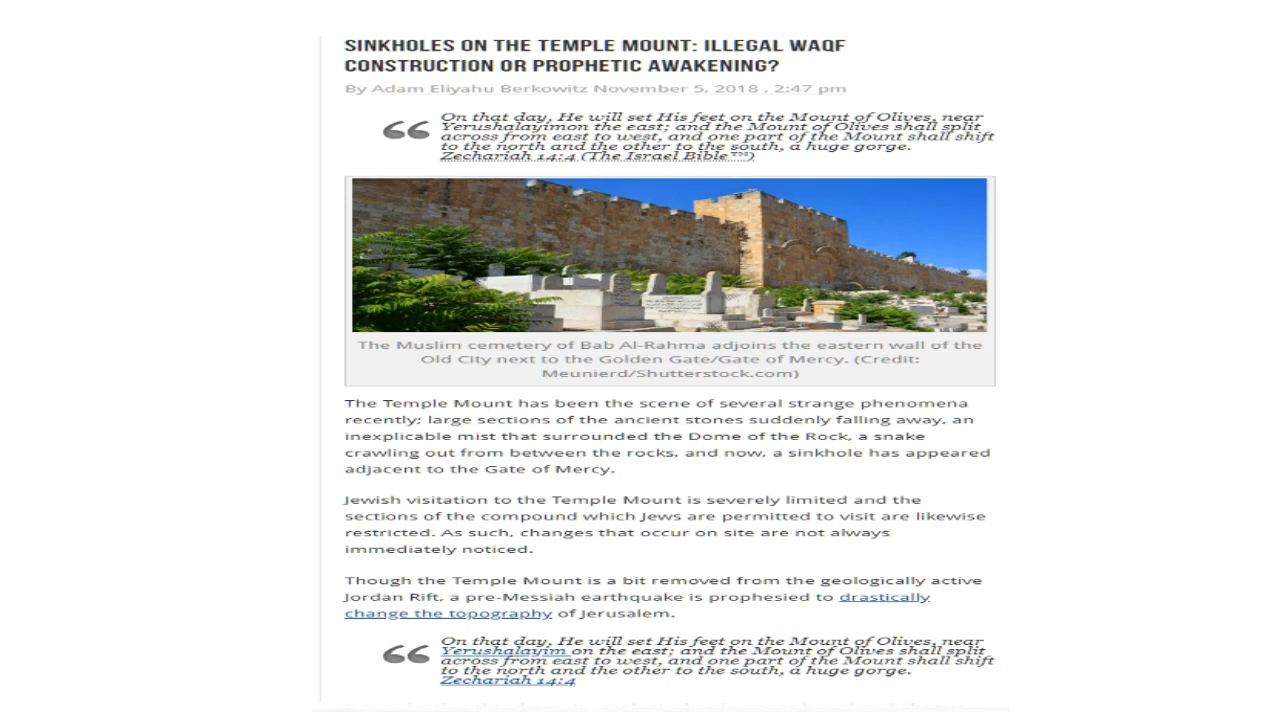 SINKHOLES ON THE TEMPLE MOUNT: ILLEGAL WAQF
CONSTRUCTION OR PROPHETIC AWAKENING?
By Adam Eliyahu Berkowitz November 5, 2018 , 2:47 pm
“ On that day, He will set His feet on the Mount of Olives, near
Yerushalayimon the east; and the Mount of Olives shall split
across from east to west, and one part of the Mount shall shift
to the north and the other to the south, a huge gorge.
Zechariah 14:4 (The Israel Bible™)
The Muslim cemetery of Bab Al-Rahma adjoins the eastern wall of the
Old City next to the Golden Gate/Gate of Mercy. (Credit:
Meunierd/Shutterstock.com)
The Temple Mount has been the scene of several strange phenomena
recently; large sections of the ancient stones suddenly falling away, an
inexplicable mist that surrounded the Dome of the Rock, a snake
crawling out from between the rocks, and now, a sinkhole has appeared
adjacent to the Gate of Mercy.
Jewish visitation to the Temple Mount is severely limited and the
sections of the compound which Jews are permitted to visit are likewise
restricted. As such, changes that occur on site are not always
immediately noticed.
Though the Temple Mount is a bit removed from the geologically active
Jordan Rift, a pre-Messiah earthquake is prophesied to drastically
change the topography of Jerusalem.
“ On that day, He will set His feet on the Mount of Olives, near
Yerushalayim on the east; and the Mount of Olives shall split
across from east to west, and one part of the Mount shall shift
to the north and the other to the south, a huge gorge.
Zechariah 14:4